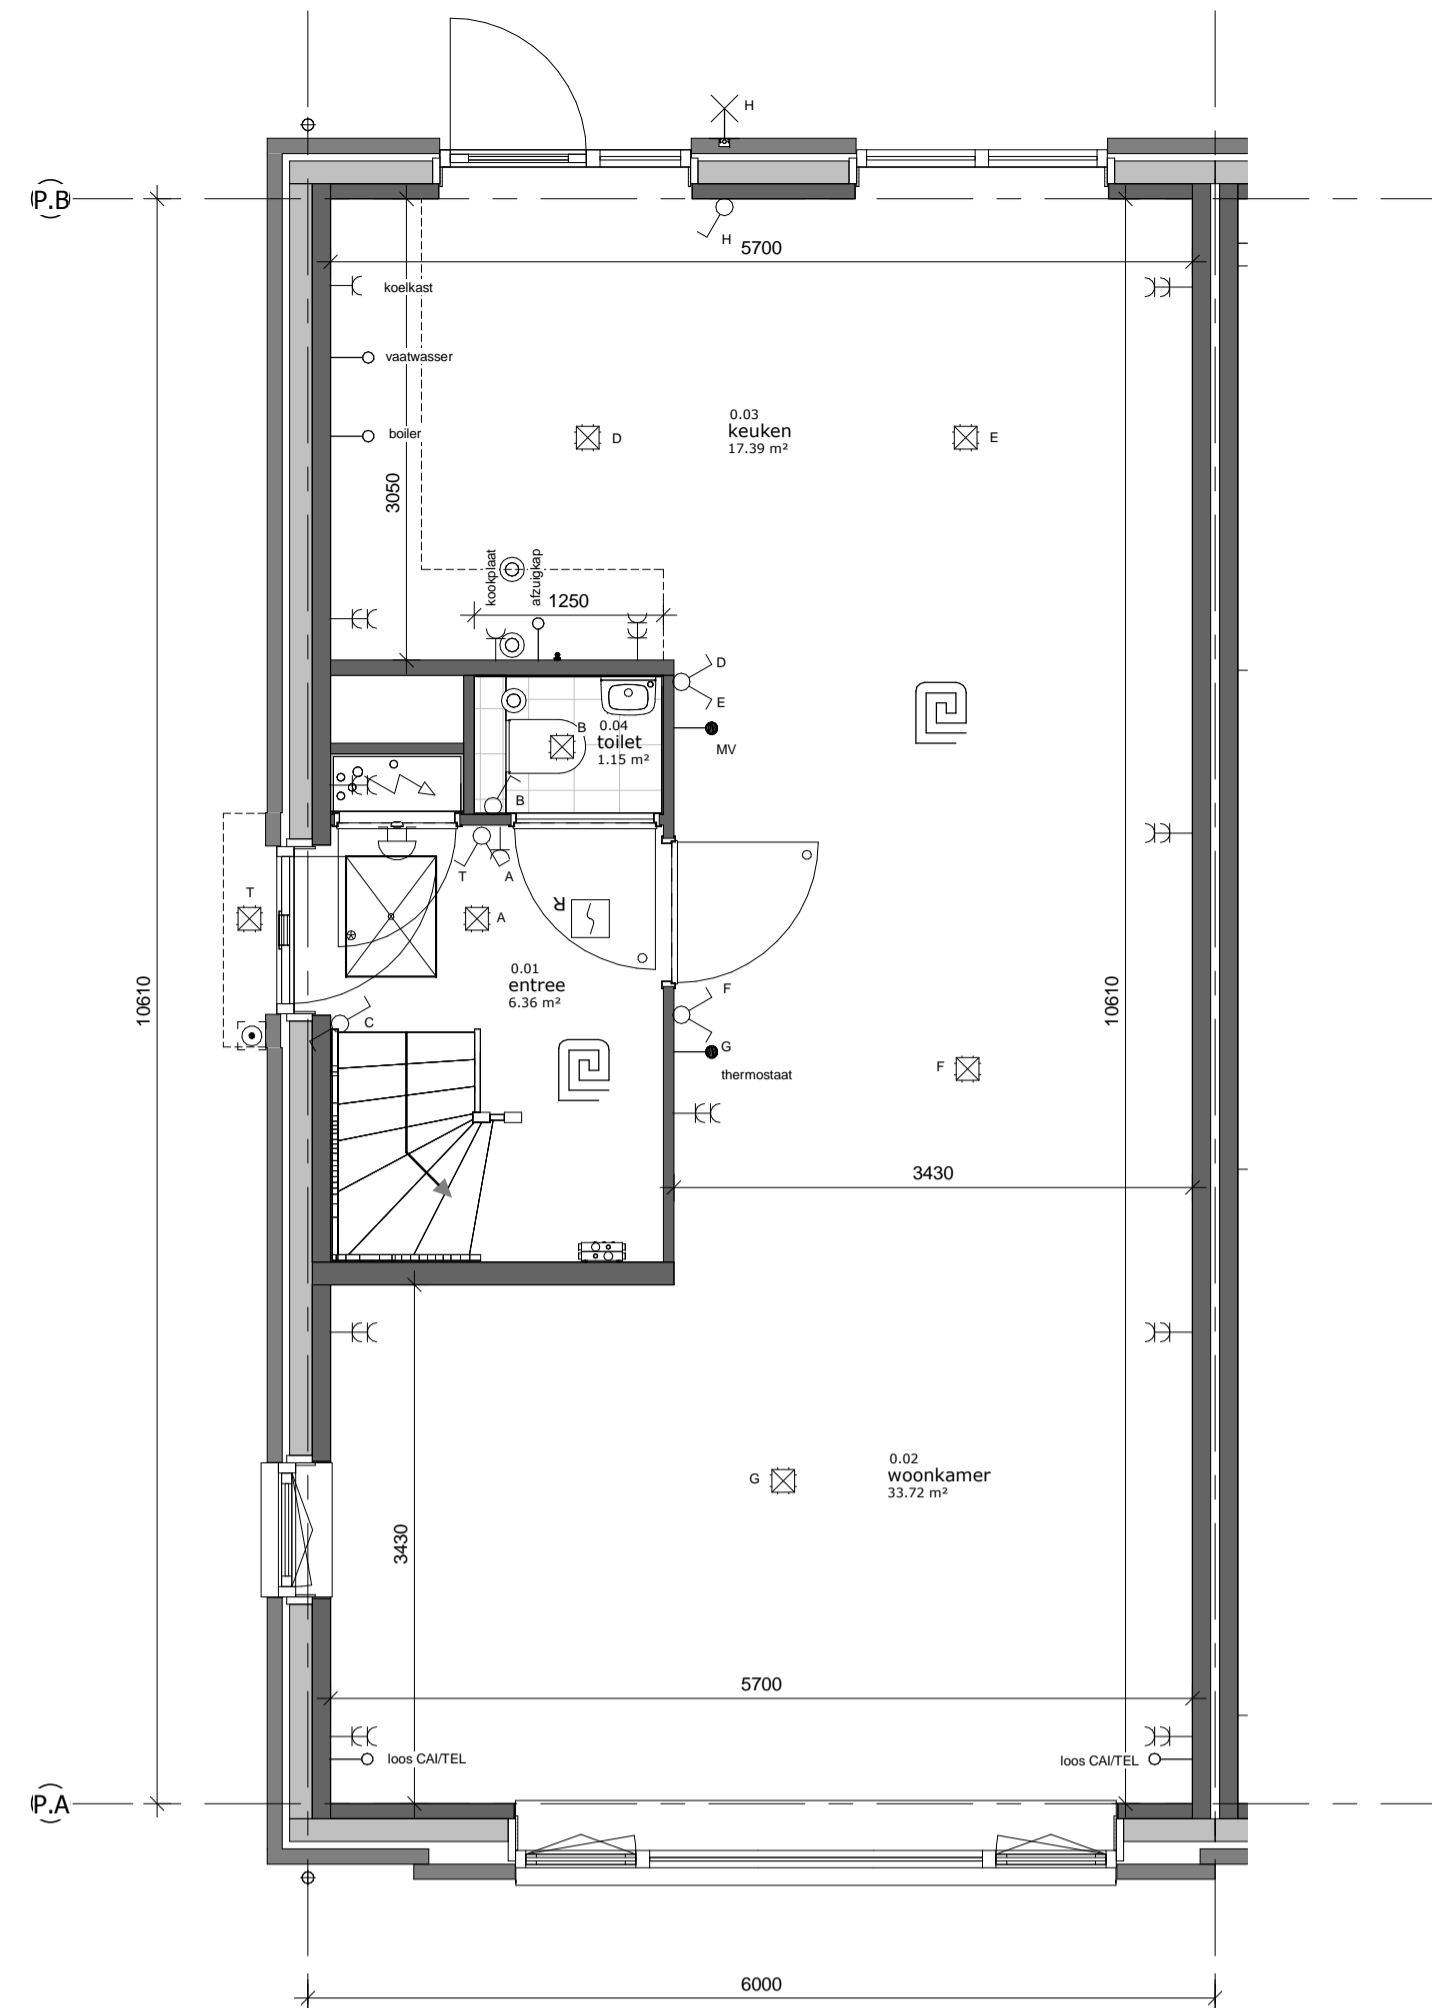 H
P.B
H
5700
koelkast
vaatwasser
boiler
0.03
keuken
17.39 m²
D
E
3050
kookplaat
afzuigkap
1250
D
E
MV
B
0.04
toilet
1.15 m²
B
T
A
T
A
R
0.01
entree
6.36 m²
10610
10610
C
F
G
thermostaat
F
3430
0.02
woonkamer
33.72 m²
G
3430
5700
loos CAI/TEL
loos CAI/TEL
P.A
6000